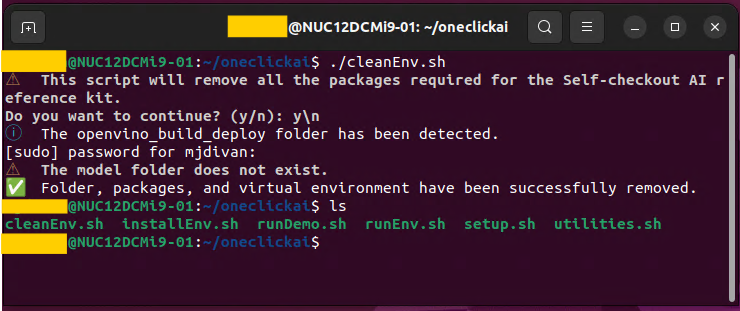 @NUC12DCMi9-01: ~/oneclickai
@NUC12DCMi9-01:~/oneclickai$ ./cleanEnv.sh
⚠ This script will remove all the packages required for the Self-checkout AI r
eference kit.
Do you want to continue? (y/n): y\n
ⓘ The openvino_build_deploy folder has been detected.
[sudo] password for mjdivan:
⚠ The model folder does not exist.
✅ Folder, packages, and virtual environment have been successfully removed.
@NUC12DCMi9-01:~/oneclickai$ ls
cleanEnv.sh installEnv.sh runDemo.sh runEnv.sh setup.sh utilities.sh
@NUC12DCMi9-01:~/oneclickai$